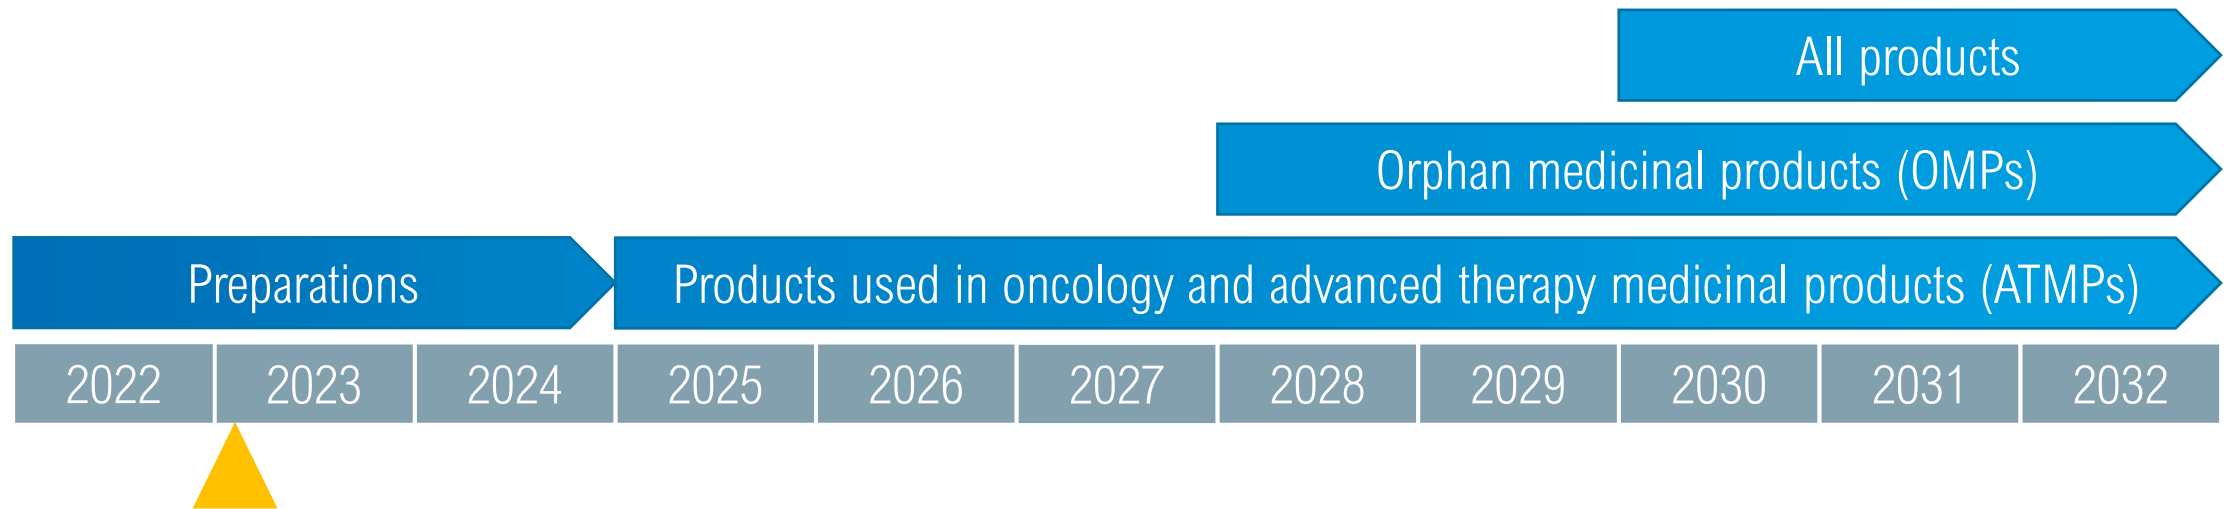 All products
Orphan medicinal products (OMPs)
Preparations
Products used in oncology and advanced therapy medicinal products (ATMPs)
2022 2023 2024 2025 2026 2027 2028 2029 2030 2031 2032